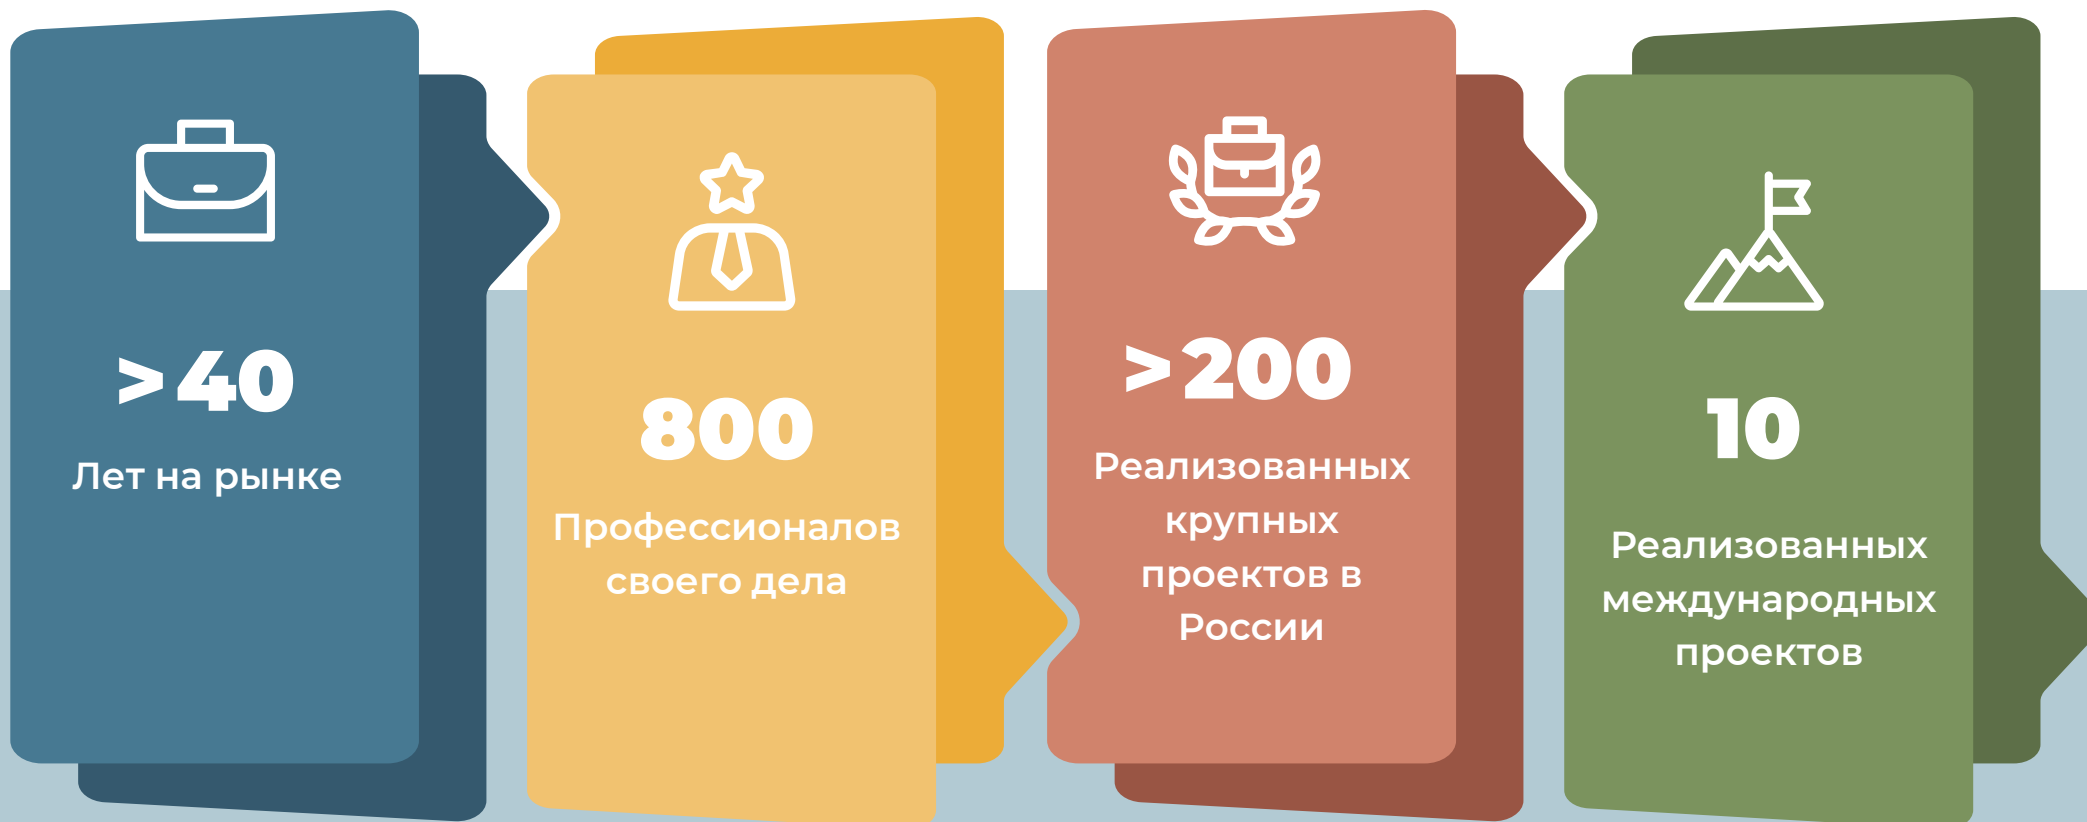 >40
Лет на рынке
800
Профессионалов
своего дела
>200
Реализованных
крупных
проектов в
России
10
Реализованных
международных
проектов